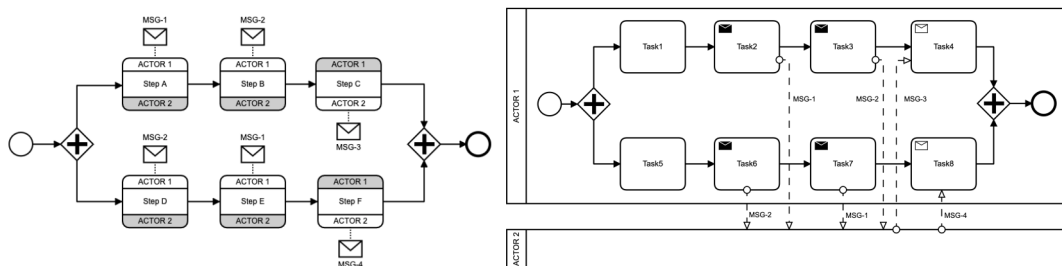 MSG-1
MSG-2
ACTOR 1
ACTOR 1
ACTOR 1
Step A
Step B
Step C
ACTOR 2
ACTOR 2
ACTOR 2
MSG-2
MSG-1
MSG-3
ACTOR 1
ACTOR 1
ACTOR 1
Step D
Step E
Step F
ACTOR 2
ACTOR 2
ACTOR 2
MSG-4
ACTOR 1
Task1
Task2
Task3
Task4
MSG-1
MSG-2
MSG-3
Task5
Task6
Task7
Task8
MSG-2
MSG-1
MSG-4
ACTOR 2